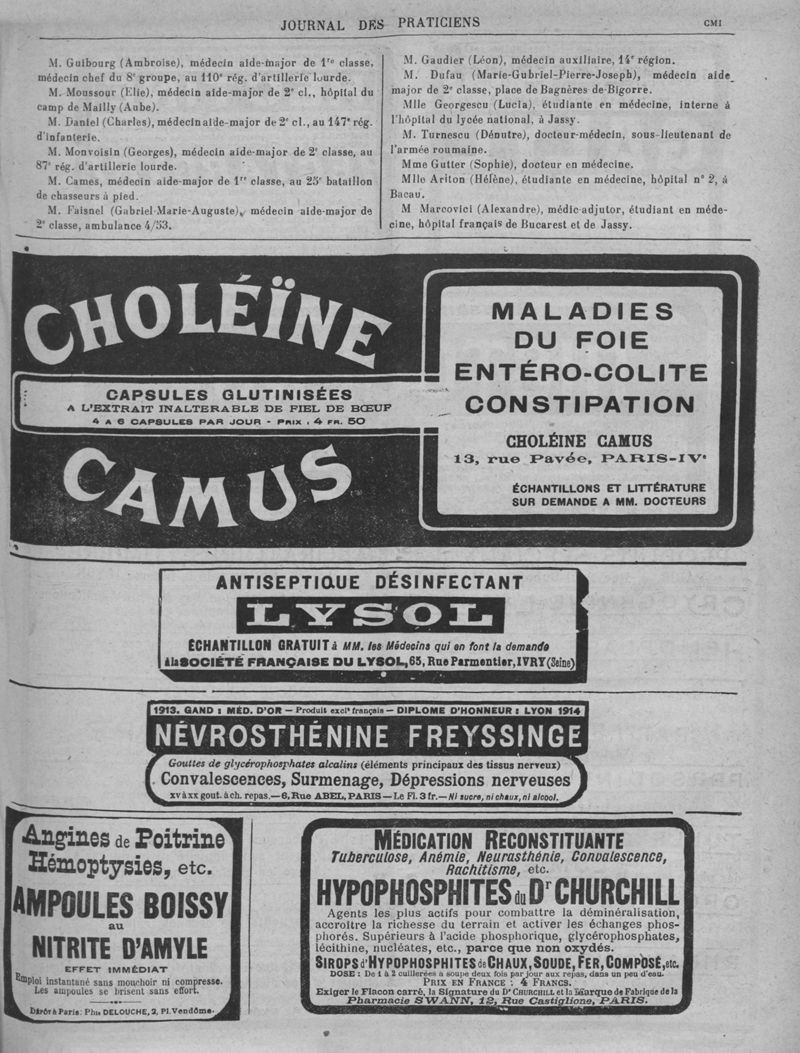 JOURNAL DES PRATICIENS
CMI
M. Guibourg (Ambroise), médecin aide-major de 1re classe,
médecin chef du 8e groupe, au 110e rég. d'artillerie lourde.
M. Moussour (Elie), médecin aide-major de 2e cl., hôpital du
camp de Mailly (Aube).
M. Daniel (Charles), médecin aide-major de 2e cl., au 147e rég.
d'infanterie.
M. Monvoisin (Georges), médecin aide-major de 2e classe, au
87e rég. d'artillerie lourde.
M. Cames, médecin aide-major de 1re classe, au 25e bataillon
de chasseurs à pied.
M. Faisnel (Gabriel-Marie-Auguste), médecin aide-major de
2e classe, ambulance 4/53.
M. Gaudier (Léon), médecin auxiliaire, 14e région.
M. Dufau (Marie-Gabriel-Pierre-Joseph), médecin aide
major de 2e classe, place de Bagnères-de-Bigorre.
Mlle Georgescu (Lucia), étudiante en médecine, interne à
l'hôpital du lycée national, à Jassy.
M. Turnescu (Dénutre), docteur-médecin, sous-lieutenant de
l'armée roumaine.
Mme Gutter (Sophie), docteur en médecine.
Mlle Ariton (Hélène), étudiante en médecine, hôpital n° 2, à
Bacau.
M Marcovici (Alexandre), médic-adjutor, étudiant en méde-
cine, hôpital français de Bucarest et de Jassy.
CHOLÉÏNE
CAPSULES GLUTINISÉES
A L'EXTRAIT INALTERABLE DE FIEL DE BŒUF
4 A 6 CAPSULES PAR JOUR - PRIX : 4 FR. 50
CAMUS
MALADIES
DU FOIE
ENTÉRO-COLITE
CONSTIPATION
CHOLÉINE CAMUS
13, rue Pavée, PARIS-IVe
ÉCHANTILLONS ET LITTÉRATURE
SUR DEMANDE A MM. DOCTEURS
ANTISEPTIQUE DÉSINFECTANT
LYSOL
ÉCHANTILLON GRATUIT à MM. les Médecins qui en font la demande
à la SOCIÉTÉ FRANÇAISE DU LYSOL, 65, Rue Parmentier, IVRY (Seine)
1913. GAND : MÉD. D'OR — Produit exclt français — DIPLOME D'HONNEUR : LYON 1914
NÉVROSTHÉNINE FREYSSINGE
Gouttes de glycérophosphates alcalins (éléments principaux des tissus nerveux)
Convalescences, Surmenage, Dépressions nerveuses
xv à xx gout. à ch. repas. — 6, Rue ABEL, PARIS — Le Fl. 3 fr. — Ni sucre, ni chaux, ni alcool.
Angines de Poitrine
Hémoptysies, etc.
AMPOULES BOISSY
au
NITRITE D'AMYLE
EFFET IMMÉDIAT
Emploi instantané sans mouchoir ni compresse.
Les ampoules se brisent sans effort.
Dépôt à Paris: Phie DELOUCHE, 2, Pl. Vendôme.
MÉDICATION RECONSTITUANTE
Tuberculose, Anémie, Neurasthénie, Convalescence,
Rachitisme, etc.
HYPOPHOSPHITES du Dr CHURCHILL
Agents les plus actifs pour combattre la déminéralisation,
accroître la richesse du terrain et activer les échanges phos-
phorés. Supérieurs à l'acide phosphorique, glycérophosphates,
lécithine, nucléates, etc., parce que non oxydés.
SIROPS d'HYPOPHOSPHITES de CHAUX, SOUDE, FER, COMPOSÉ, etc.
DOSE : De 1 à 2 cuillerées à soupe deux fois par jour aux repas, dans un peu d'eau.
PRIX EN FRANCE : 4 FRANCS.
Exiger le Flacon carré, la Signature du Dr CHURCHILL et la Marque de Fabrique de la
Pharmacie SWANN, 12, Rue Castiglione, PARIS.